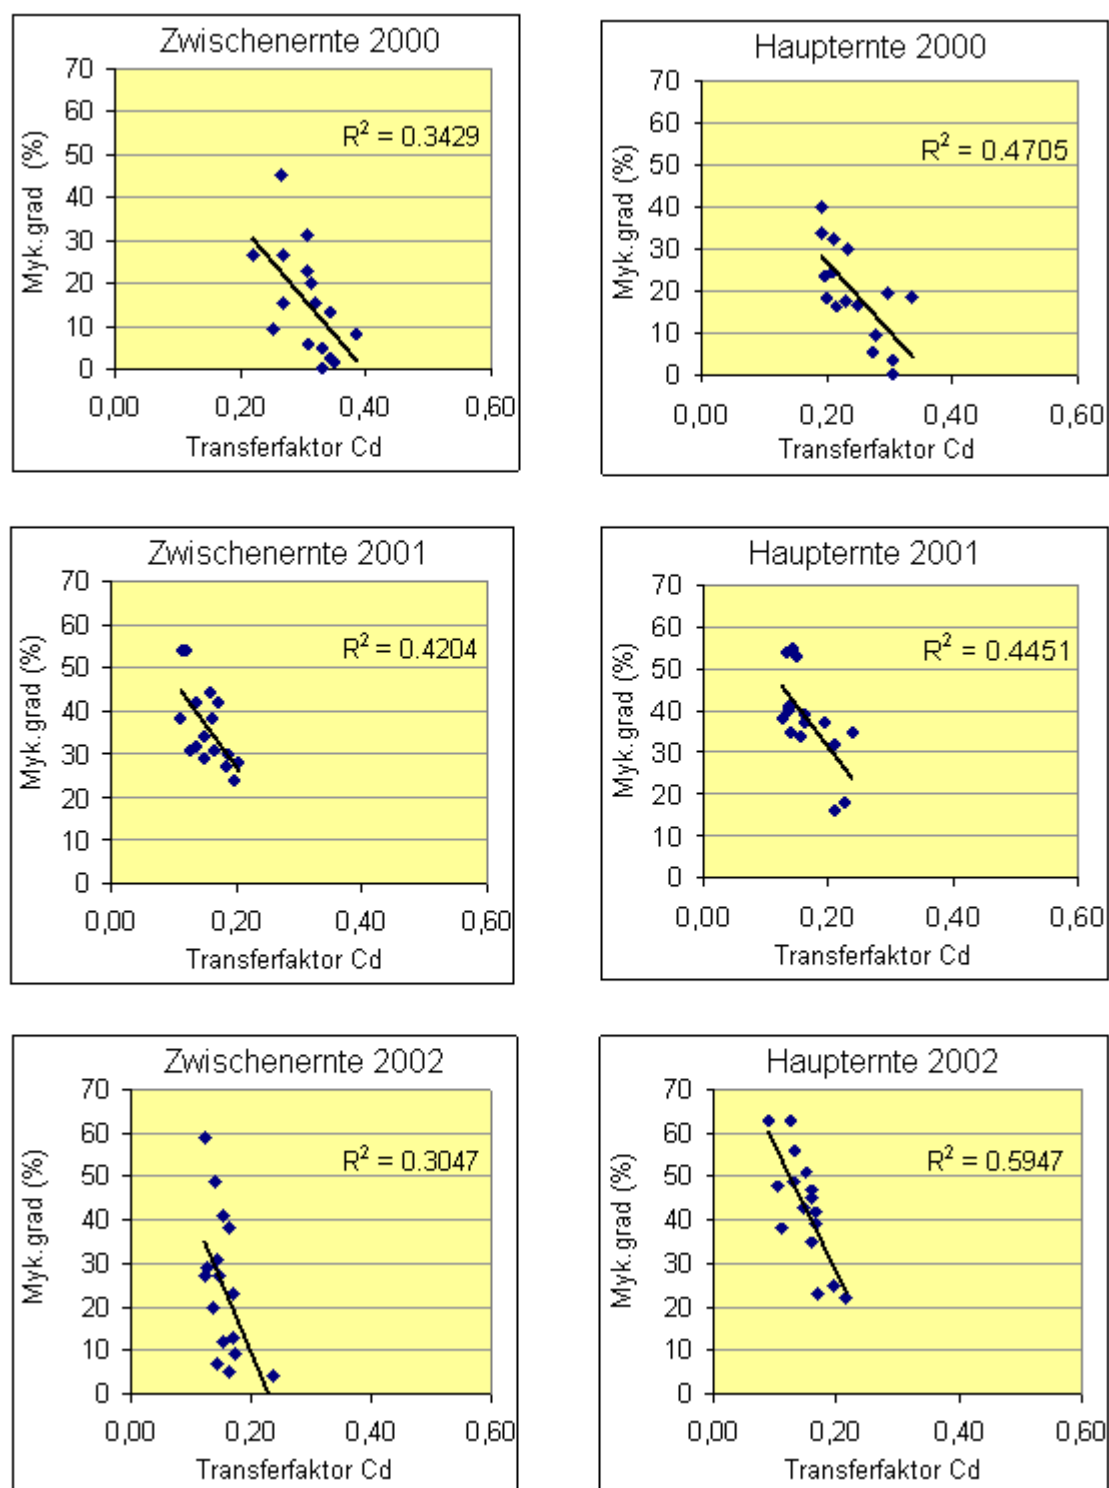 Zwischenernte 2000
70
60
50
40
30
20
10
0
Myk.grad (%)
R² = 0.3429
0,00 0,20 0,40 0,60
Transferfaktor Cd
Haupternte 2000
70
60
50
40
30
20
10
0
Myk.grad (%)
R² = 0.4705
0,00 0,20 0,40 0,60
Transferfaktor Cd
Zwischenernte 2001
70
60
50
40
30
20
10
0
Myk.grad (%)
R² = 0.4204
0,00 0,20 0,40 0,60
Transferfaktor Cd
Haupternte 2001
70
60
50
40
30
20
10
0
Myk.grad (%)
R² = 0.4451
0,00 0,20 0,40 0,60
Transferfaktor Cd
Zwischenernte 2002
70
60
50
40
30
20
10
0
Myk.grad (%)
R² = 0.3047
0,00 0,20 0,40 0,60
Transferfaktor Cd
Haupternte 2002
70
60
50
40
30
20
10
0
Myk.grad (%)
R² = 0.5947
0,00 0,20 0,40 0,60
Transferfaktor Cd